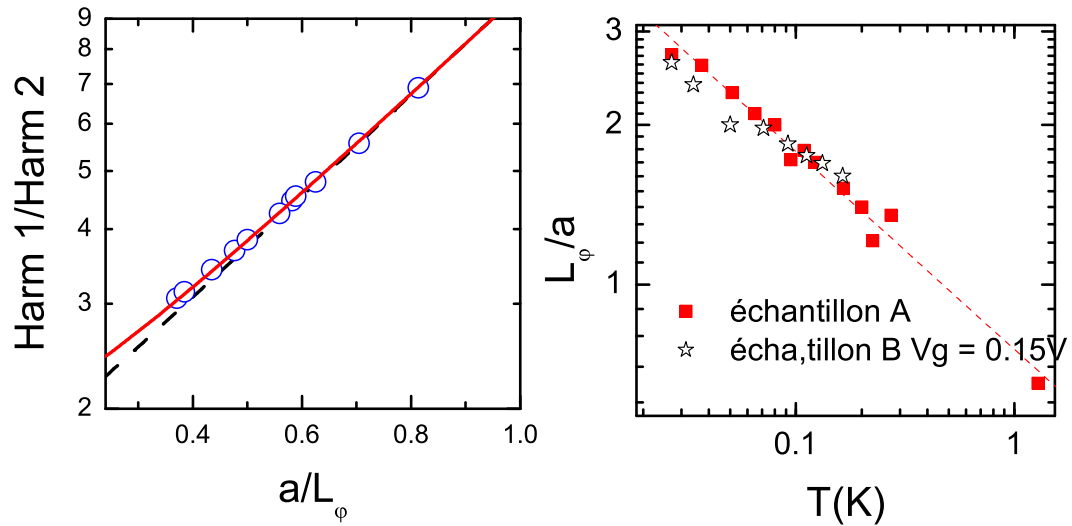 9
8
7
6
5
4
3
2
Harm 1/Harm 2
0.4 0.6 0.8 1.0
a/Lφ
3
2
1
Lφ/a
échantillon A
écha,tillon B Vg = 0.15V
0.1 1
T(K)